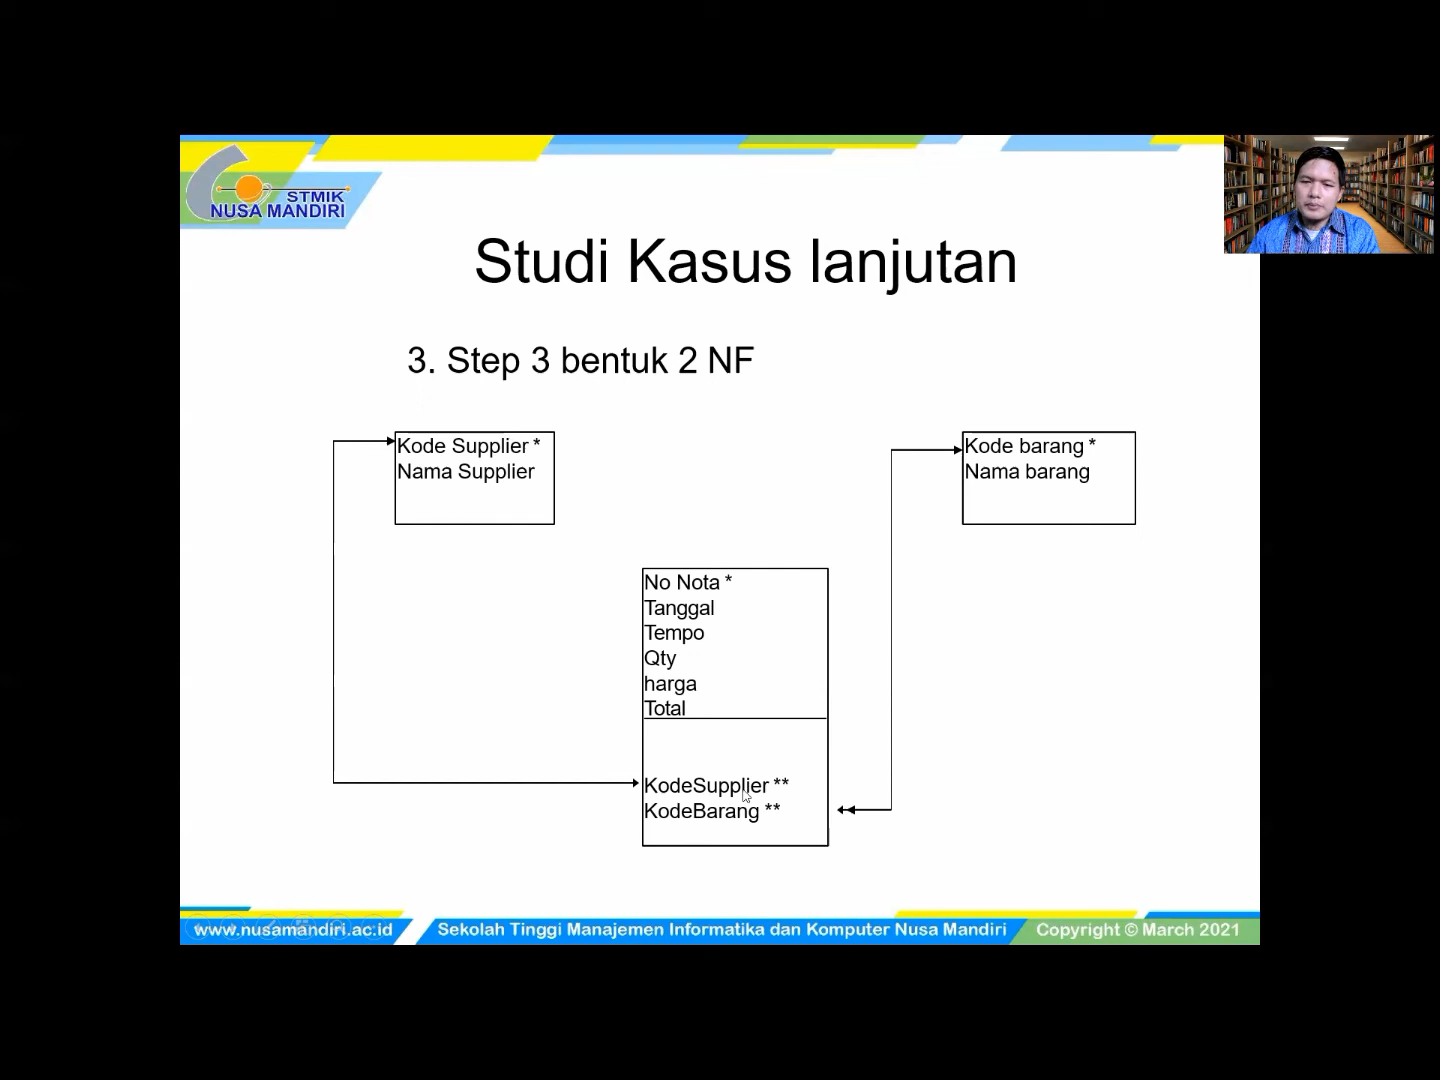 STMIK
NUSA MANDIRI
Studi Kasus lanjutan
3. Step 3 bentuk 2 NF
Kode Supplier *
Nama Supplier
Kode barang *
Nama barang
No Nota *
Tanggal
Tempo
Qty
harga
Total
KodeSupplier **
KodeBarang **
www.nusamandiri.ac.id
Sekolah Tinggi Manajemen Informatika dan Komputer Nusa Mandiri
Copyright © March 2021